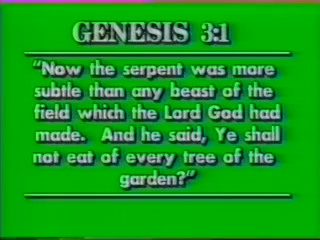 GENESIS 3:1
"Now the serpent was more
subtle than any beast of the
field which the Lord God had
made. And he said, Ye shall
not eat of every tree of the
garden?"